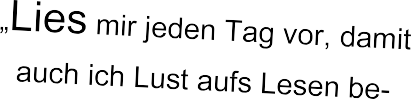 „Lies mir jeden Tag vor, damit
auch ich Lust aufs Lesen be-